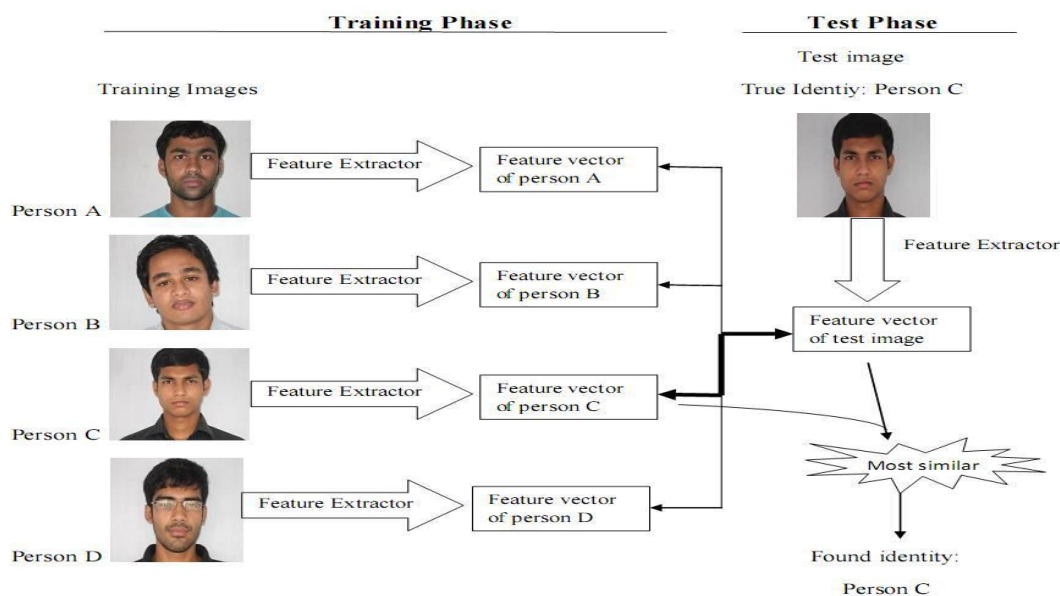 Training Phase
Test Phase
Test image
Training Images
True Identiy: Person C
Person A
Feature Extractor
Feature vector
of person A
Person B
Feature Extractor
Feature vector
of person B
Person C
Feature Extractor
Feature vector
of person C
Person D
Feature Extractor
Feature vector
of person D
Feature Extractor
Feature vector
of test image
Most similar
Found identity:
Person C